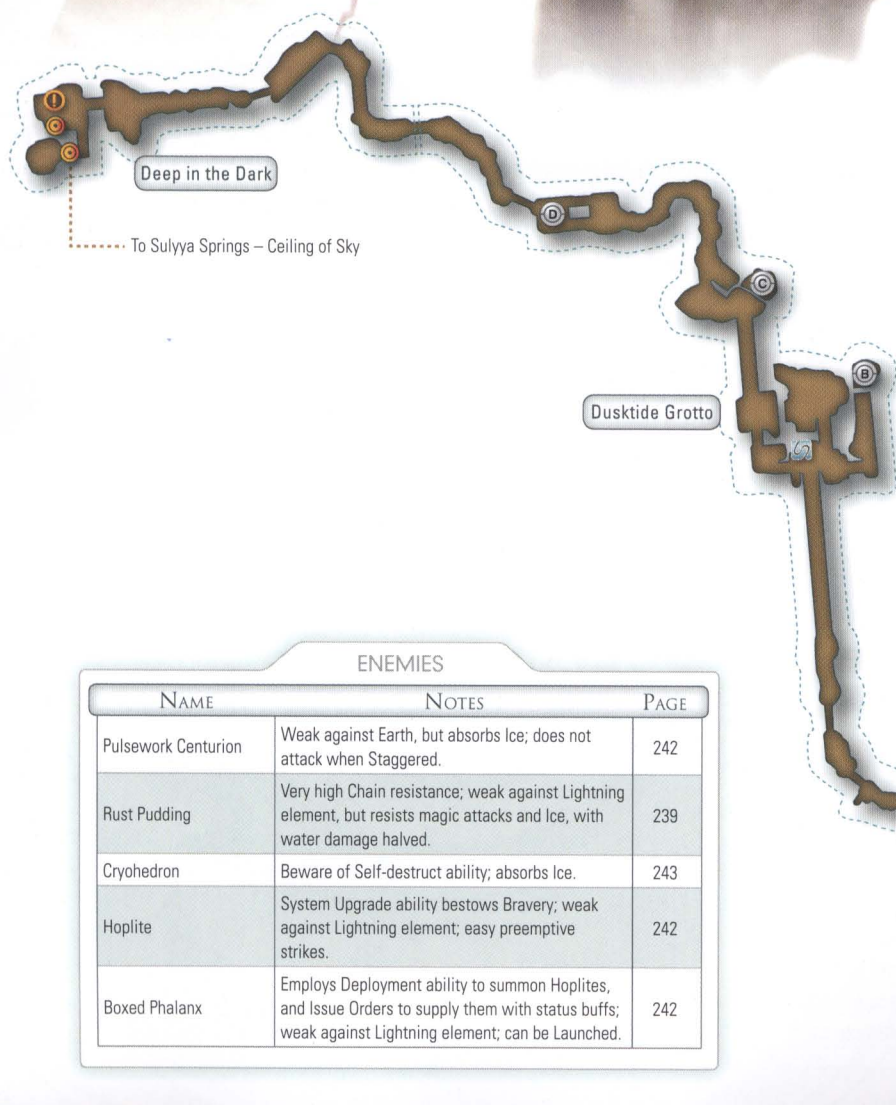 Deep in the Dark
To Sulyya Springs – Ceiling of Sky
D
C
B
Dusktide Grotto
ENEMIES
NAME NOTES PAGE
Pulsework Centurion Weak against Earth, but absorbs Ice; does not attack when Staggered. 242
Rust Pudding Very high Chain resistance; weak against Lightning element, but resists magic attacks and Ice, with water damage halved. 239
Cryohedron Beware of Self-destruct ability; absorbs Ice. 243
Hoplite System Upgrade ability bestows Bravery; weak against Lightning element; easy preemptive strikes. 242
Boxed Phalanx Employs Deployment ability to summon Hoplites, and Issue Orders to supply them with status buffs; weak against Lightning element; can be Launched. 242